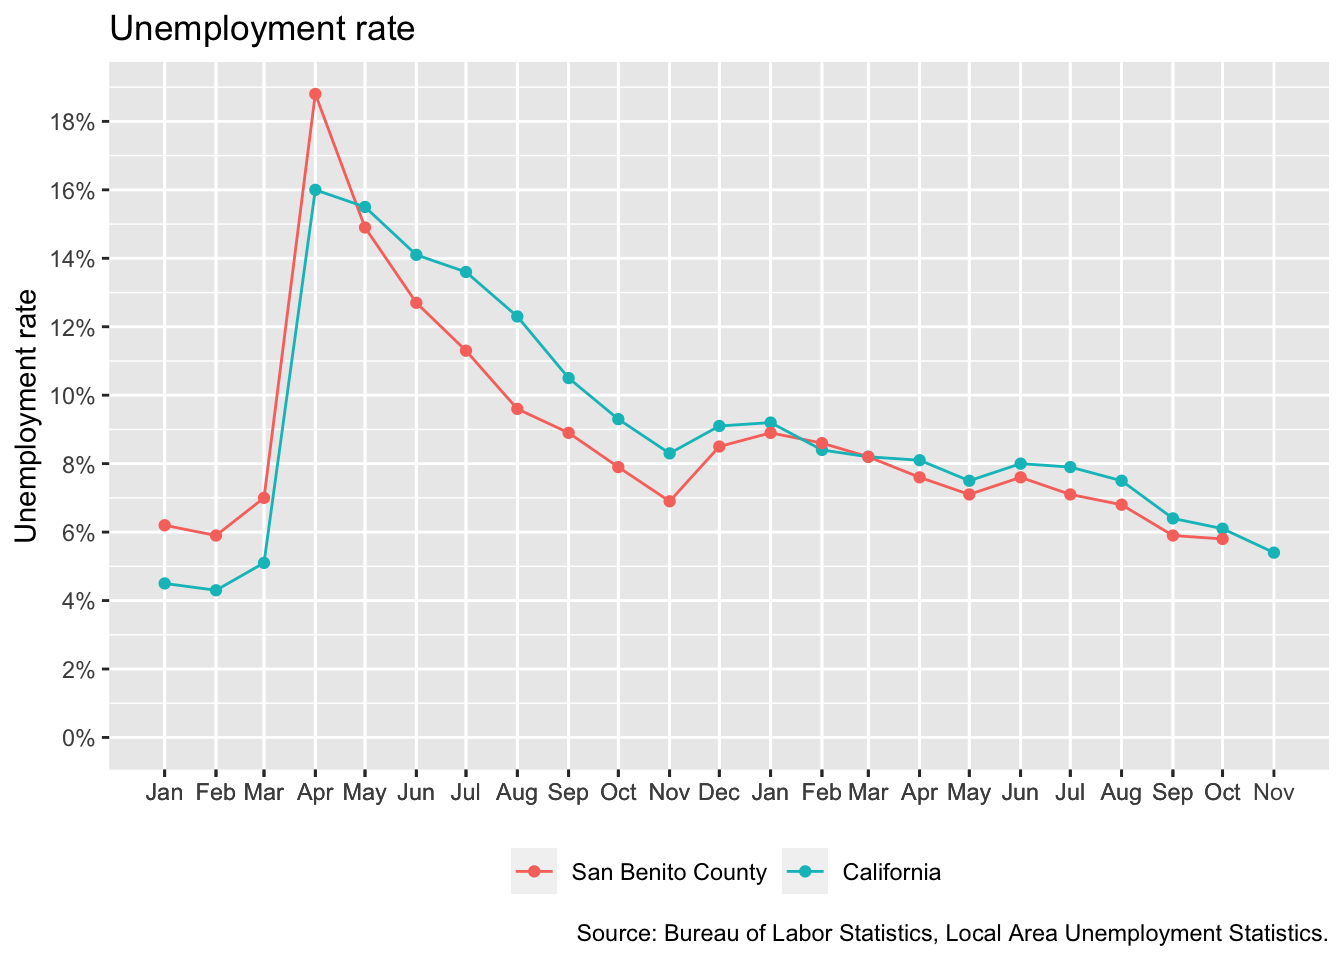 Unemployment rate
Unemployment rate
18%
16%
14%
12%
10%
8%
6%
4%
2%
0%
Jan Feb Mar Apr May Jun Jul Aug Sep Oct Nov Dec Jan Feb Mar Apr May Jun Jul Aug Sep Oct Nov
San Benito County California
Source: Bureau of Labor Statistics, Local Area Unemployment Statistics.